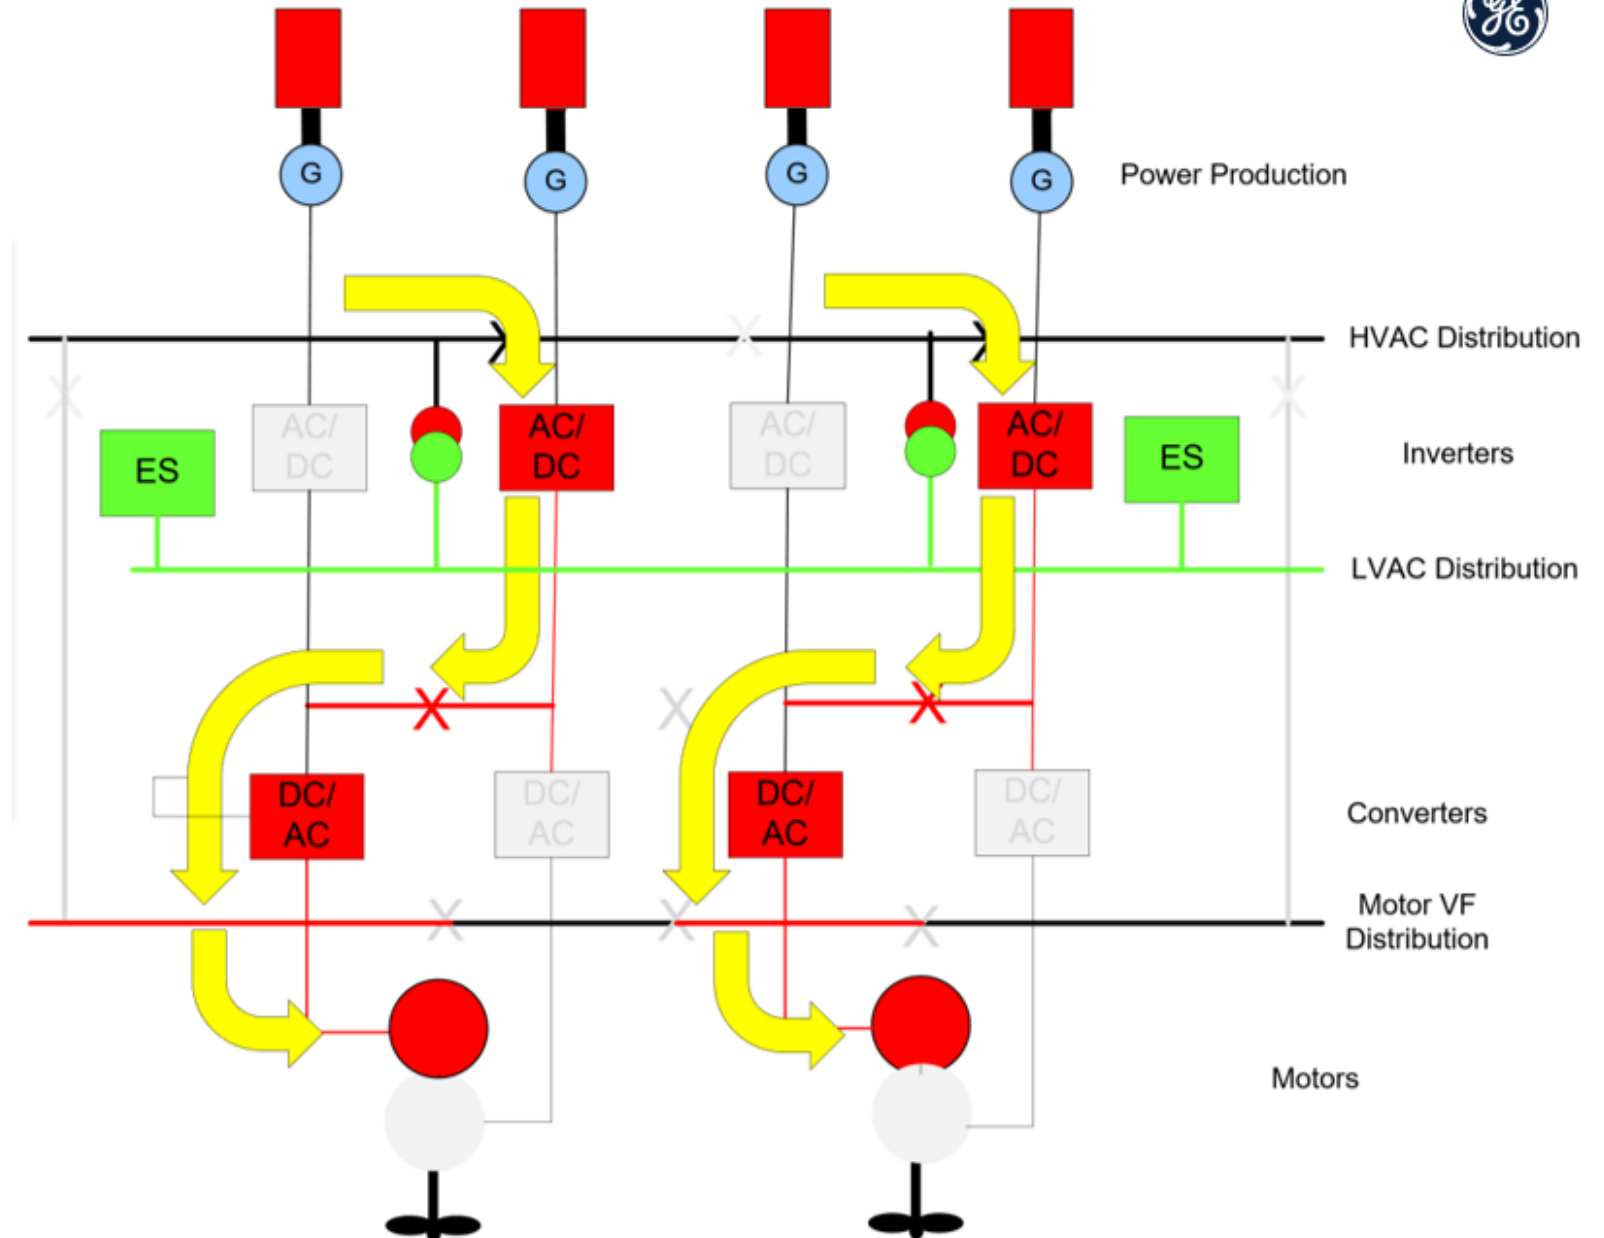 GE
G
G
G
G
Power Production
HVAC Distribution
X
X
X
X
X
AC/
DC
AC/
DC
AC/
DC
AC/
DC
ES
ES
Inverters
LVAC Distribution
X
X
X
DC/
AC
DC/
AC
DC/
AC
DC/
AC
Converters
X
X
X
Motor VF
Distribution
Motors